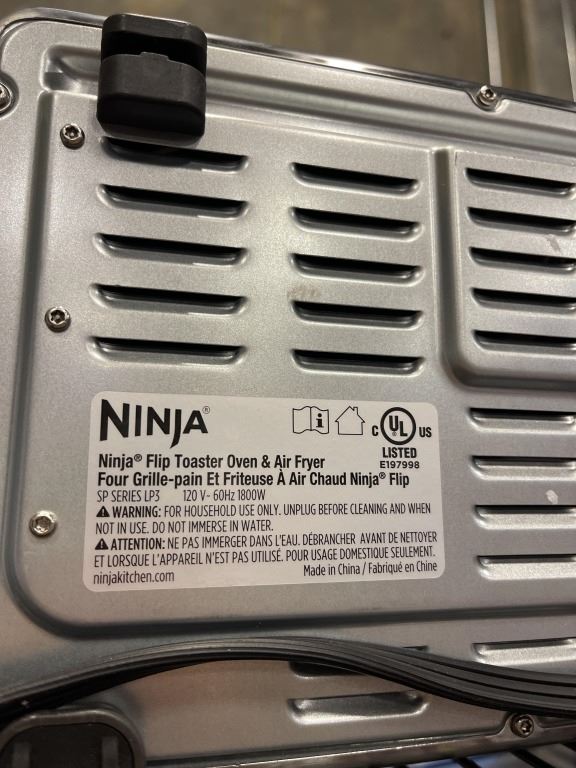 NINJA®
C UL US
LISTED
E197998
Ninja® Flip Toaster Oven & Air Fryer
Four Grille-pain Et Friteuse À Air Chaud Ninja® Flip
SP SERIES LP3 120 V~ 60Hz 1800W
⚠ WARNING: FOR HOUSEHOLD USE ONLY. UNPLUG BEFORE CLEANING AND WHEN
NOT IN USE. DO NOT IMMERSE IN WATER.
⚠ ATTENTION: NE PAS IMMERGER DANS L'EAU. DÉBRANCHER AVANT DE NETTOYER
ET LORSQUE L'APPAREIL N'EST PAS UTILISÉ. POUR USAGE DOMESTIQUE SEULEMENT.
ninjakitchen.com Made in China / Fabriqué en Chine